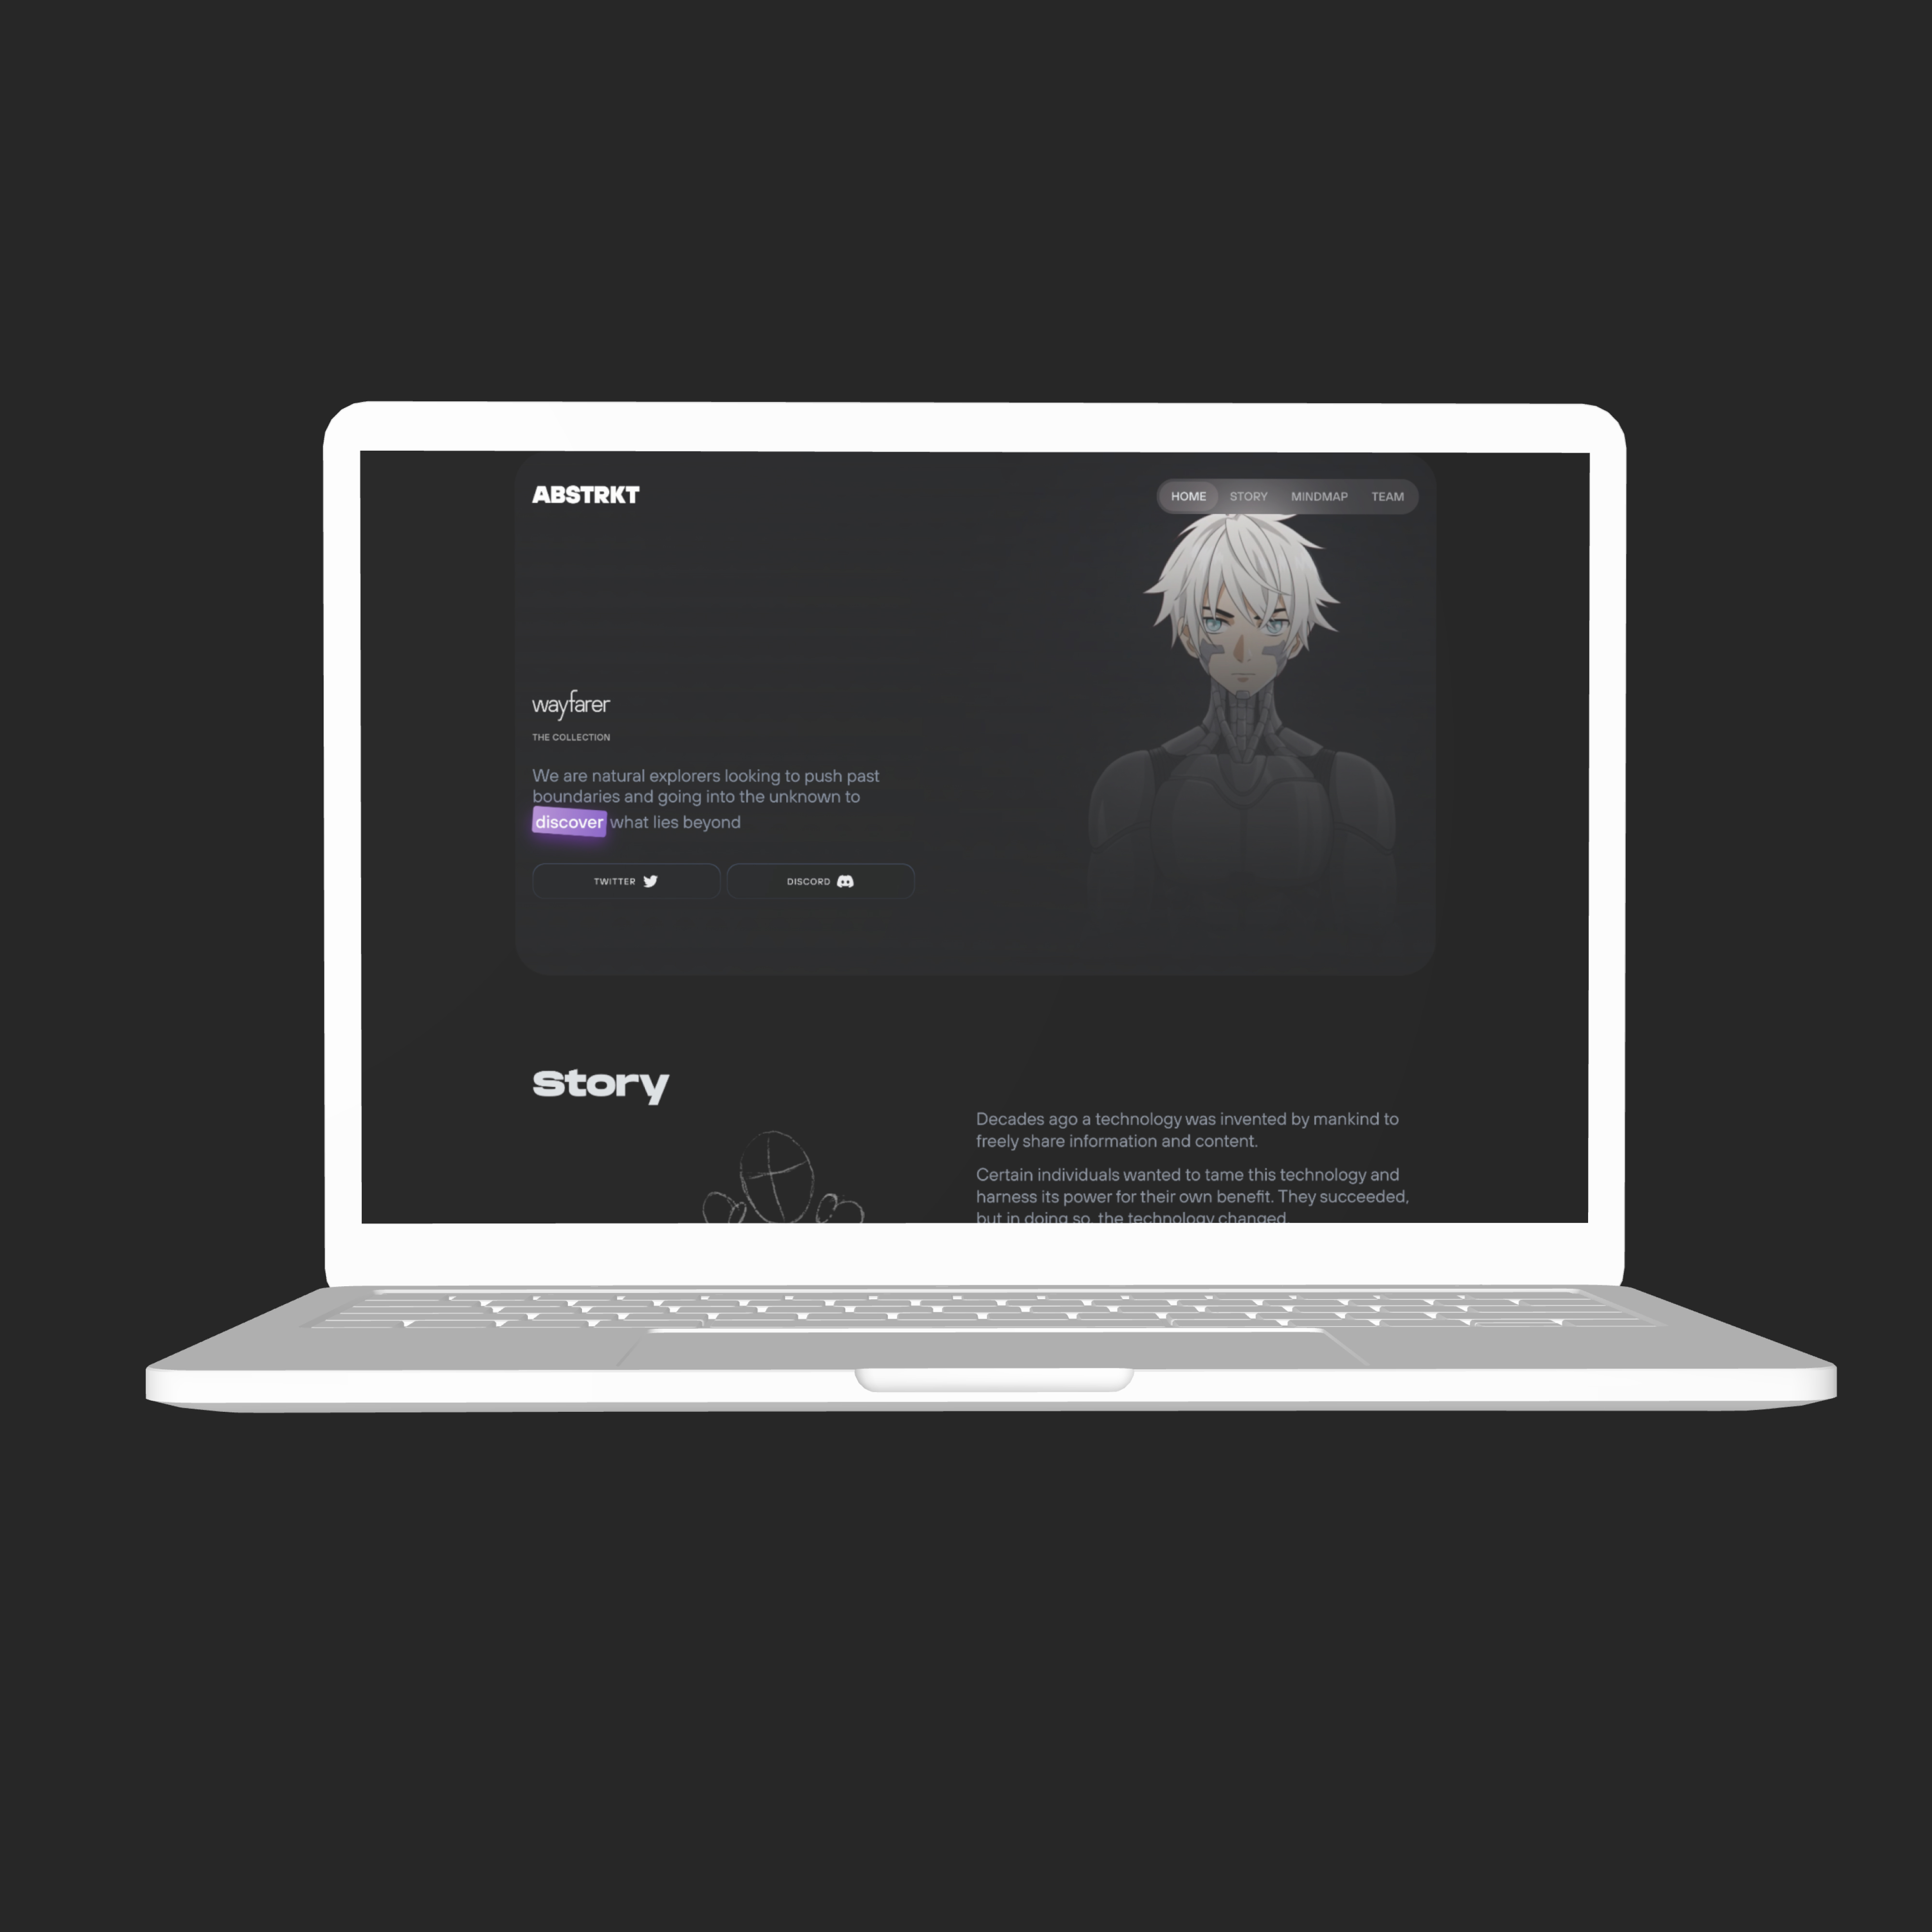 ABSTRKT
HOME STORY MINDMAP TEAM
wayfarer
THE COLLECTION
We are natural explorers looking to push past
boundaries and going into the unknown to
discover what lies beyond
TWITTER
DISCORD
Story
Decades ago a technology was invented by mankind to
freely share information and content.
Certain individuals wanted to tame this technology and
harness its power for their own benefit. They succeeded,
but in doing so, the technology changed.